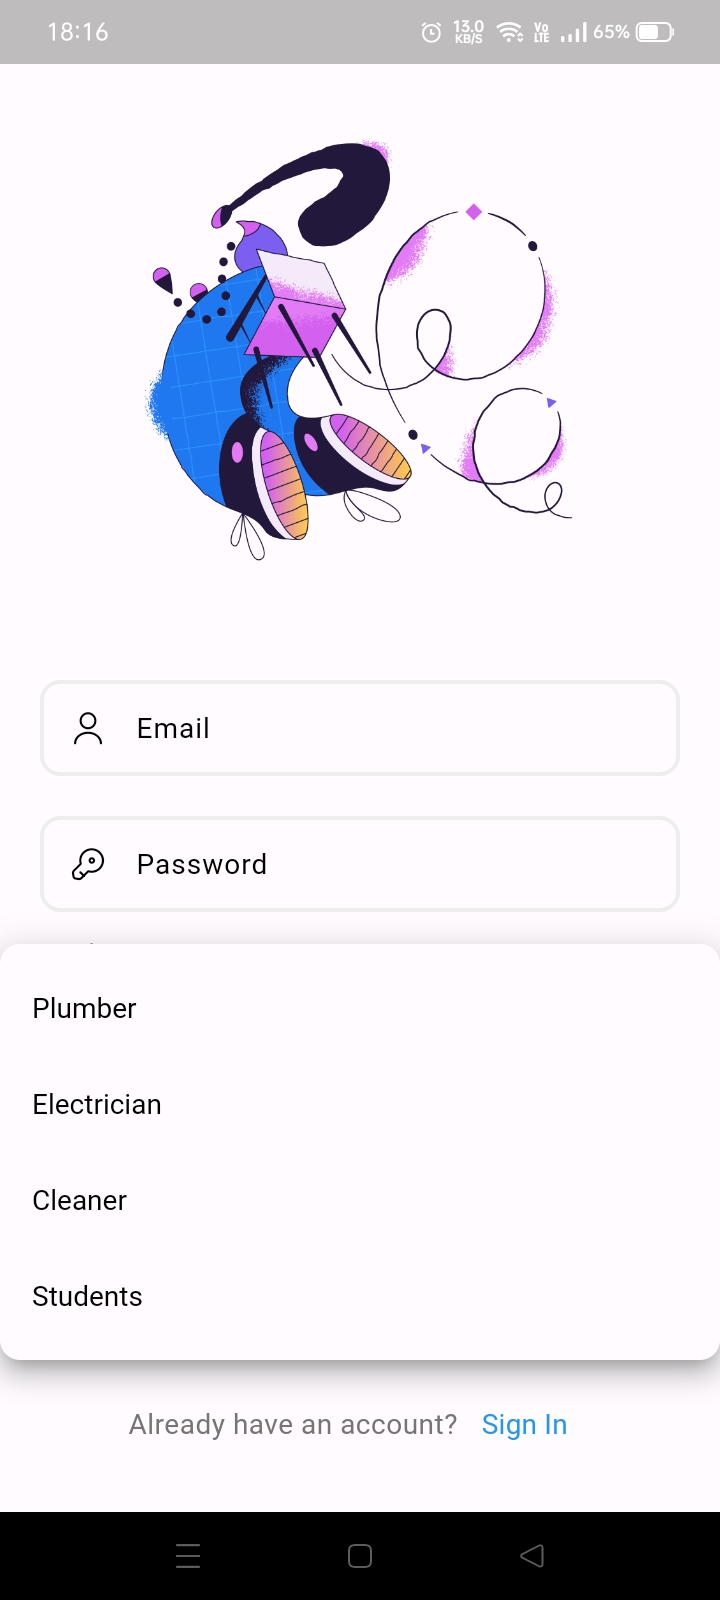 18:16
13.0
KB/S
Vo
LTE
65%
Email
Password
Plumber
Electrician
Cleaner
Students
Already have an account? Sign In